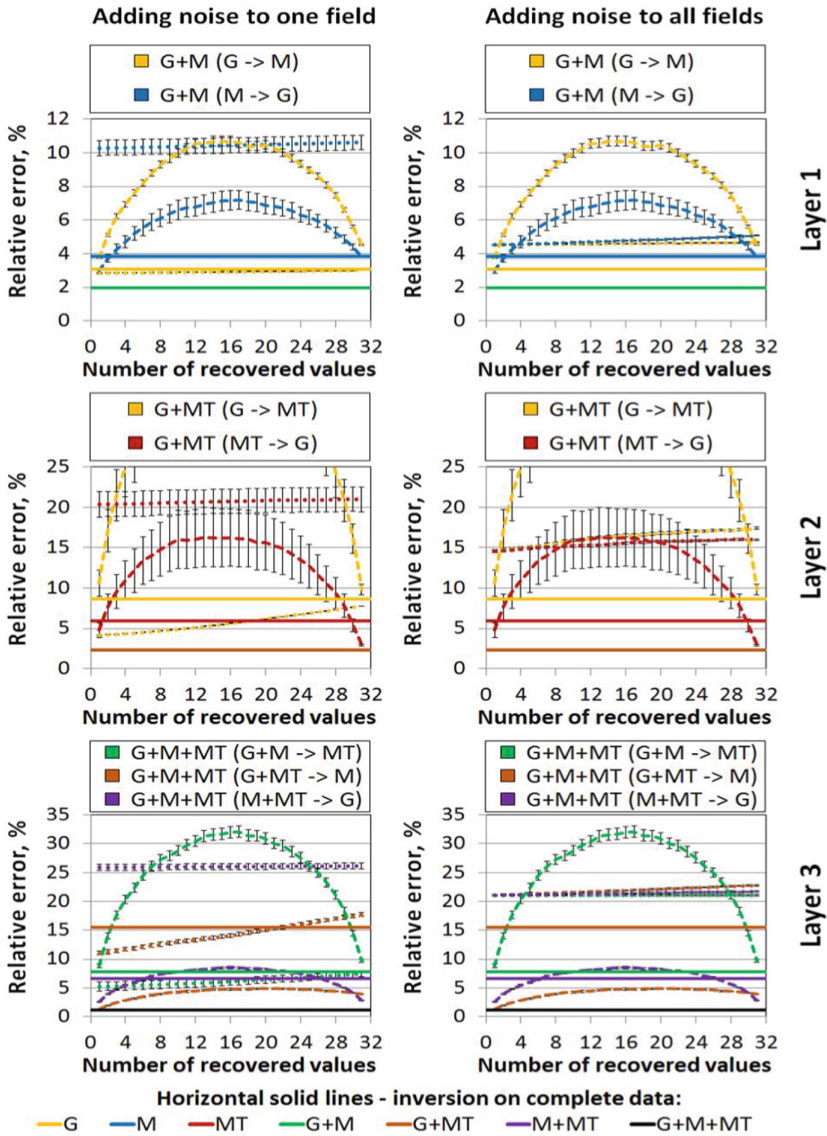 Adding noise to one field
Adding noise to all fields
G+M (G -> M)
G+M (M -> G)
G+M (G -> M)
G+M (M -> G)
Relative error, %
12
10
8
6
4
2
0
0 4 8 12 16 20 24 28 32
Number of recovered values
Relative error, %
12
10
8
6
4
2
0
0 4 8 12 16 20 24 28 32
Number of recovered values
Layer 1
G+MT (G -> MT)
G+MT (MT -> G)
G+MT (G -> MT)
G+MT (MT -> G)
Relative error, %
25
20
15
10
5
0
0 4 8 12 16 20 24 28 32
Number of recovered values
Relative error, %
25
20
15
10
5
0
0 4 8 12 16 20 24 28 32
Number of recovered values
Layer 2
G+M+MT (G+M -> MT)
G+M+MT (G+MT -> M)
G+M+MT (M+MT -> G)
G+M+MT (G+M -> MT)
G+M+MT (G+MT -> M)
G+M+MT (M+MT -> G)
Relative error, %
35
30
25
20
15
10
5
0
0 4 8 12 16 20 24 28 32
Number of recovered values
Relative error, %
35
30
25
20
15
10
5
0
0 4 8 12 16 20 24 28 32
Number of recovered values
Layer 3
Horizontal solid lines - inversion on complete data:
G M MT G+M G+MT M+MT G+M+MT